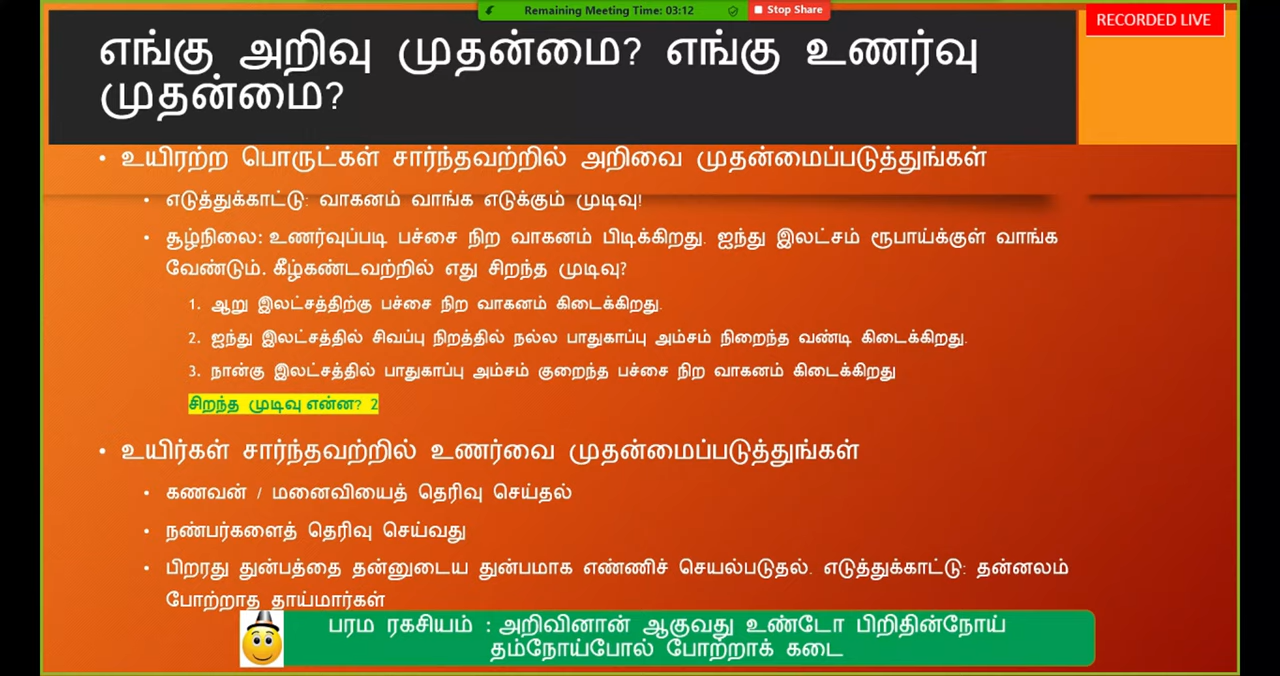 Remaining Meeting Time: 03:12
Stop Share
RECORDED LIVE
எங்கு அறிவு முதன்மை? எங்கு உணர்வு
முதன்மை?
• உயிரற்ற பொருட்கள் சார்ந்தவற்றில் அறிவை முதன்மைப்படுத்துங்கள்
• எடுத்துக்காட்டு: வாகனம் வாங்க எடுக்கும் முடிவு!
• சூழ்நிலை: உணர்வுப்படி பச்சை நிற வாகனம் பிடிக்கிறது. ஐந்து இலட்சம் ரூபாய்க்குள் வாங்க
வேண்டும். கீழ்கண்டவற்றில் எது சிறந்த முடிவு?
1. ஆறு இலட்சத்திற்கு பச்சை நிற வாகனம் கிடைக்கிறது.
2. ஐந்து இலட்சத்தில் சிவப்பு நிறத்தில் நல்ல பாதுகாப்பு அம்சம் நிறைந்த வண்டி கிடைக்கிறது.
3. நான்கு இலட்சத்தில் பாதுகாப்பு அம்சம் குறைந்த பச்சை நிற வாகனம் கிடைக்கிறது
சிறந்த முடிவு என்ன? 2
• உயிர்கள் சார்ந்தவற்றில் உணர்வை முதன்மைப்படுத்துங்கள்
• கணவன் / மனைவியைத் தெரிவு செய்தல்
• நண்பர்களைத் தெரிவு செய்வது
• பிறரது துன்பத்தை தன்னுடைய துன்பமாக எண்ணிச் செயல்படுதல். எடுத்துக்காட்டு: தன்னலம்
போற்றாத தாய்மார்கள்
பரம ரகசியம் : அறிவினான் ஆகுவது உண்டோ பிறிதின்நோய்
தம்நோய்போல் போற்றாக் கடை